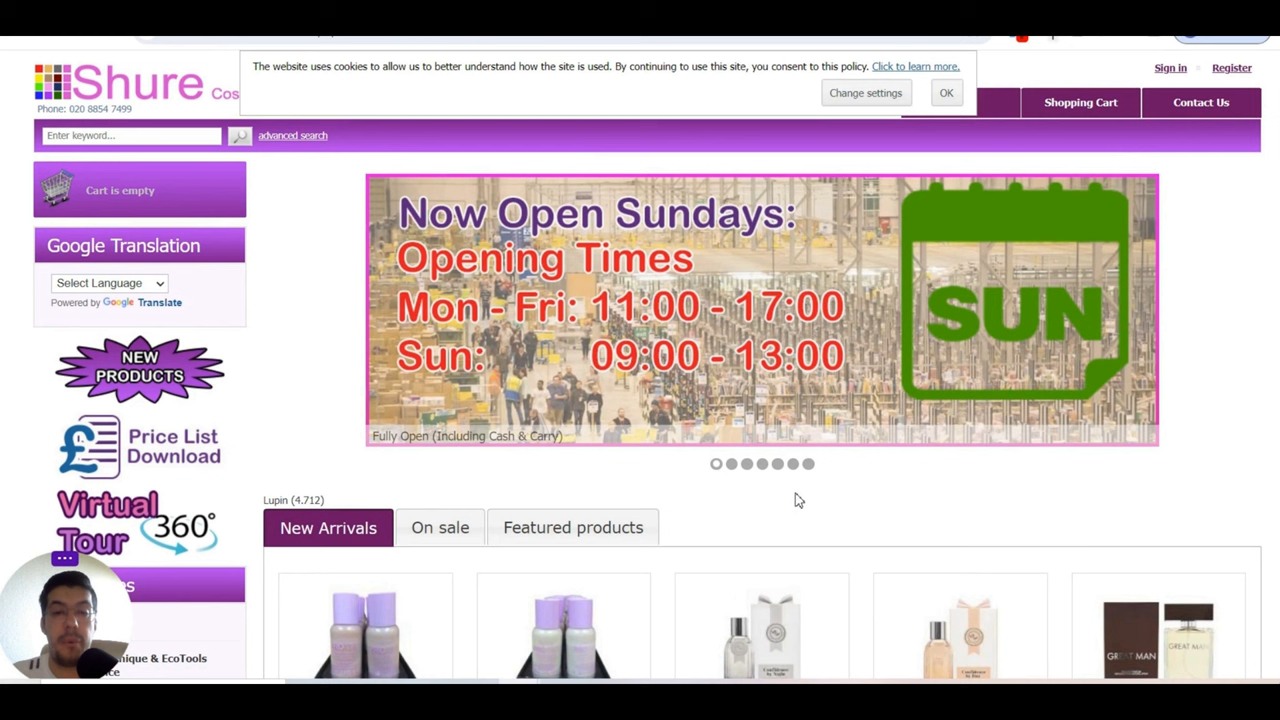 The website uses cookies to allow us to better understand how the site is used. By continuing to use this site, you consent to this policy. Click to learn more.
Change settings
OK
Shure Cos
Phone: 020 8854 7499
Sign in
Register
Shopping Cart
Contact Us
Enter keyword...
advanced search
Cart is empty
Google Translation
Select Language
Powered by Google Translate
NEW
PRODUCTS
£
Price List
Download
Virtual
Tour
360°
Now Open Sundays:
Opening Times
Mon - Fri: 11:00 - 17:00
Sun: 09:00 - 13:00
SUN
Fully Open (Including Cash & Carry)
Lupin (4.712)
New Arrivals
On sale
Featured products
nique & EcoTools
GREAT MAN
GREAT MAN